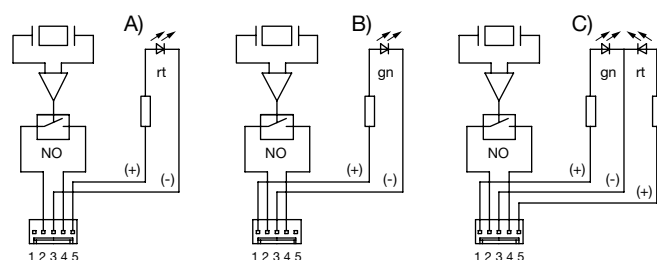 A)
rt
NO
(+)
(-)
1 2 3 4 5
B)
gn
NO
(+)
(-)
1 2 3 4 5
C)
gn
rt
NO
(+)
(-)
(+)
1 2 3 4 5